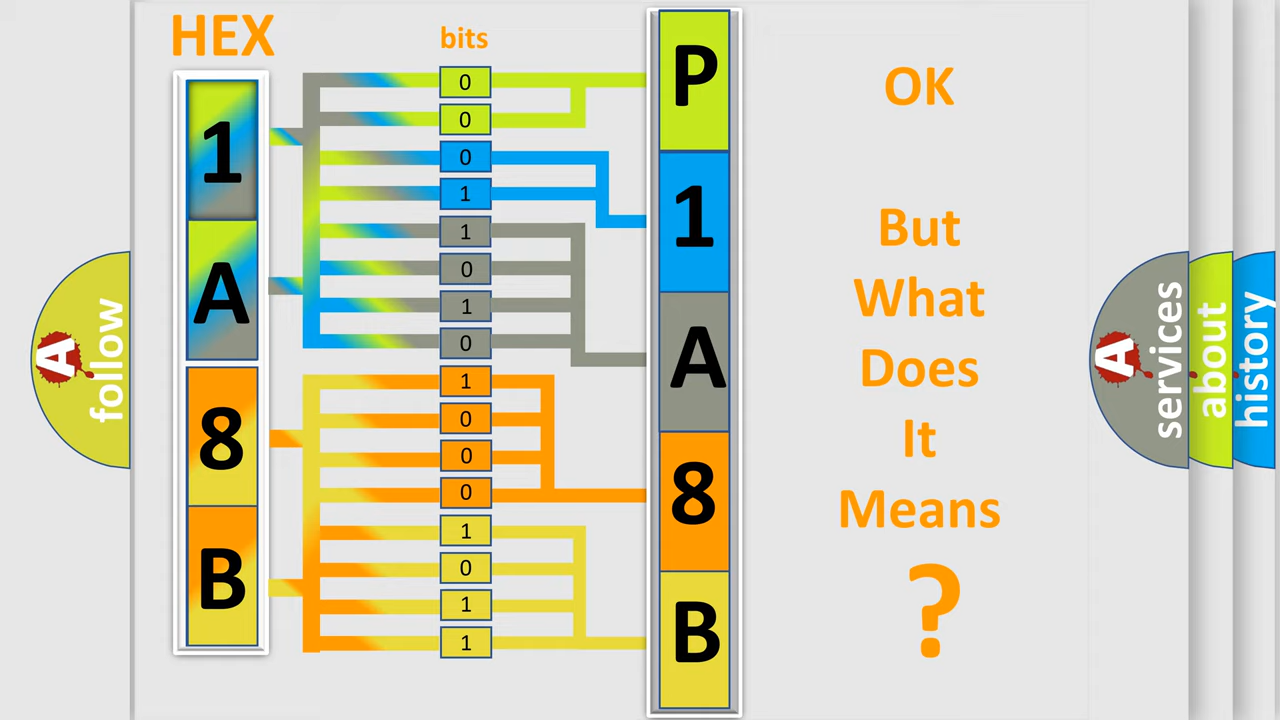 HEX
bits
1
A
8
B
0
0
0
1
1
0
1
0
1
0
0
0
1
0
1
1
P
1
A
8
B
OK
But
What
Does
It
Means
?
A
follow
A
services
about
history